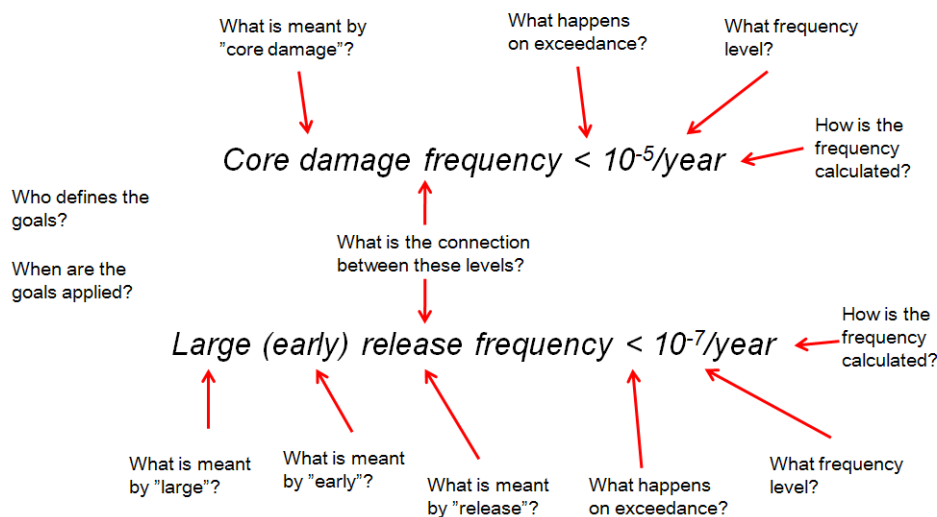 What is meant by
”core damage”?
What happens
on exceedance?
What frequency
level?
How is the
frequency
calculated?
Core damage frequency < 10⁻⁵/year
Who defines the
goals?
What is the connection
between these levels?
When are the
goals applied?
How is the
frequency
calculated?
Large (early) release frequency < 10⁻⁷/year
What is meant
by ”large”?
What is meant
by ”early”?
What is meant
by ”release”?
What happens
on exceedance?
What frequency
level?